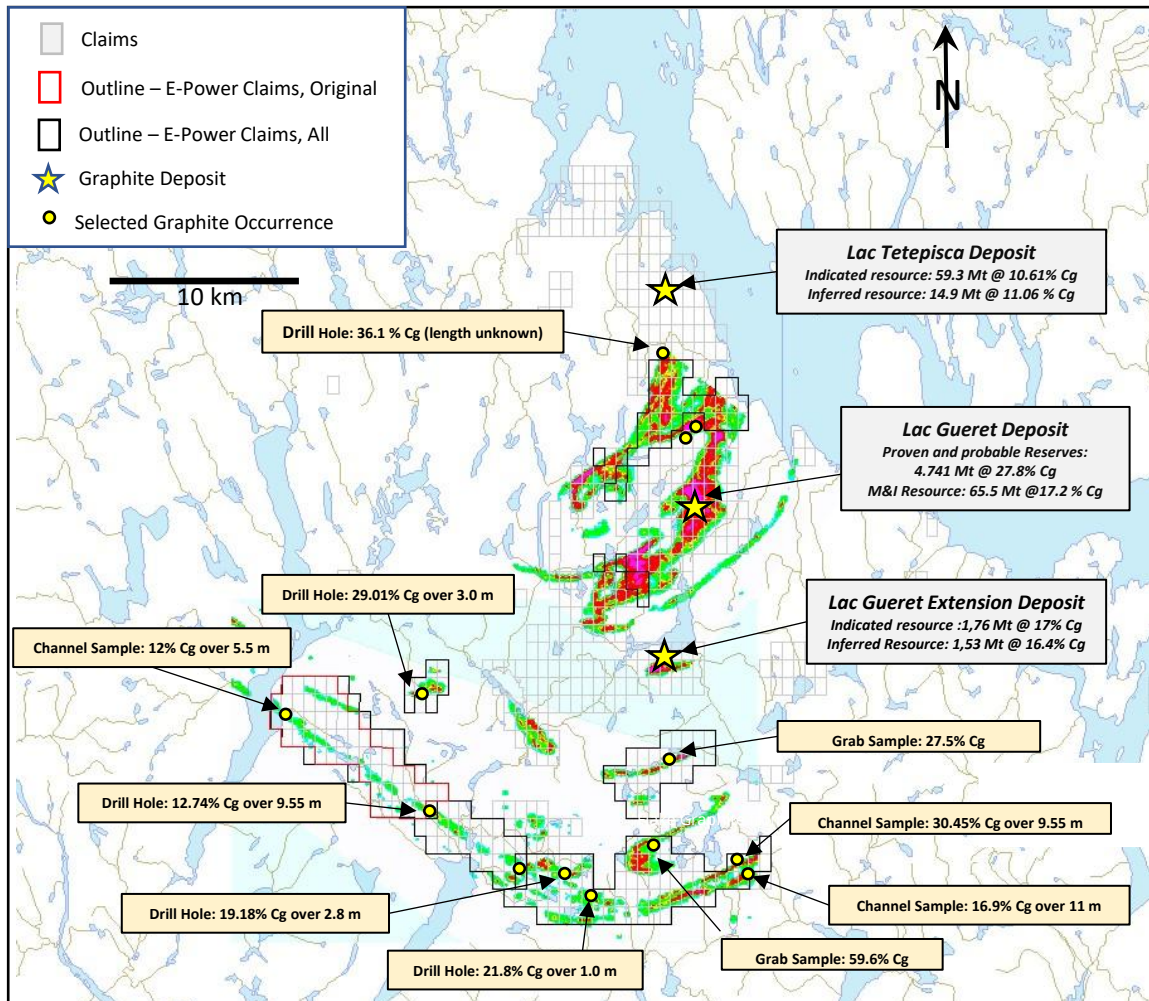 Claims
Outline – E-Power Claims, Original
Outline – E-Power Claims, All
Graphite Deposit
Selected Graphite Occurrence
10 km
N
Lac Tetepisca Deposit
Indicated resource: 59.3 Mt @ 10.61% Cg
Inferred resource: 14.9 Mt @ 11.06 % Cg
Drill Hole: 36.1 % Cg (length unknown)
Lac Gueret Deposit
Proven and probable Reserves:
4.741 Mt @ 27.8% Cg
M&I Resource: 65.5 Mt @17.2 % Cg
Drill Hole: 29.01% Cg over 3.0 m
Lac Gueret Extension Deposit
Indicated resource :1,76 Mt @ 17% Cg
Inferred Resource: 1,53 Mt @ 16.4% Cg
Channel Sample: 12% Cg over 5.5 m
Grab Sample: 27.5% Cg
Drill Hole: 12.74% Cg over 9.55 m
Channel Sample: 30.45% Cg over 9.55 m
Drill Hole: 19.18% Cg over 2.8 m
Channel Sample: 16.9% Cg over 11 m
Drill Hole: 21.8% Cg over 1.0 m
Grab Sample: 59.6% Cg